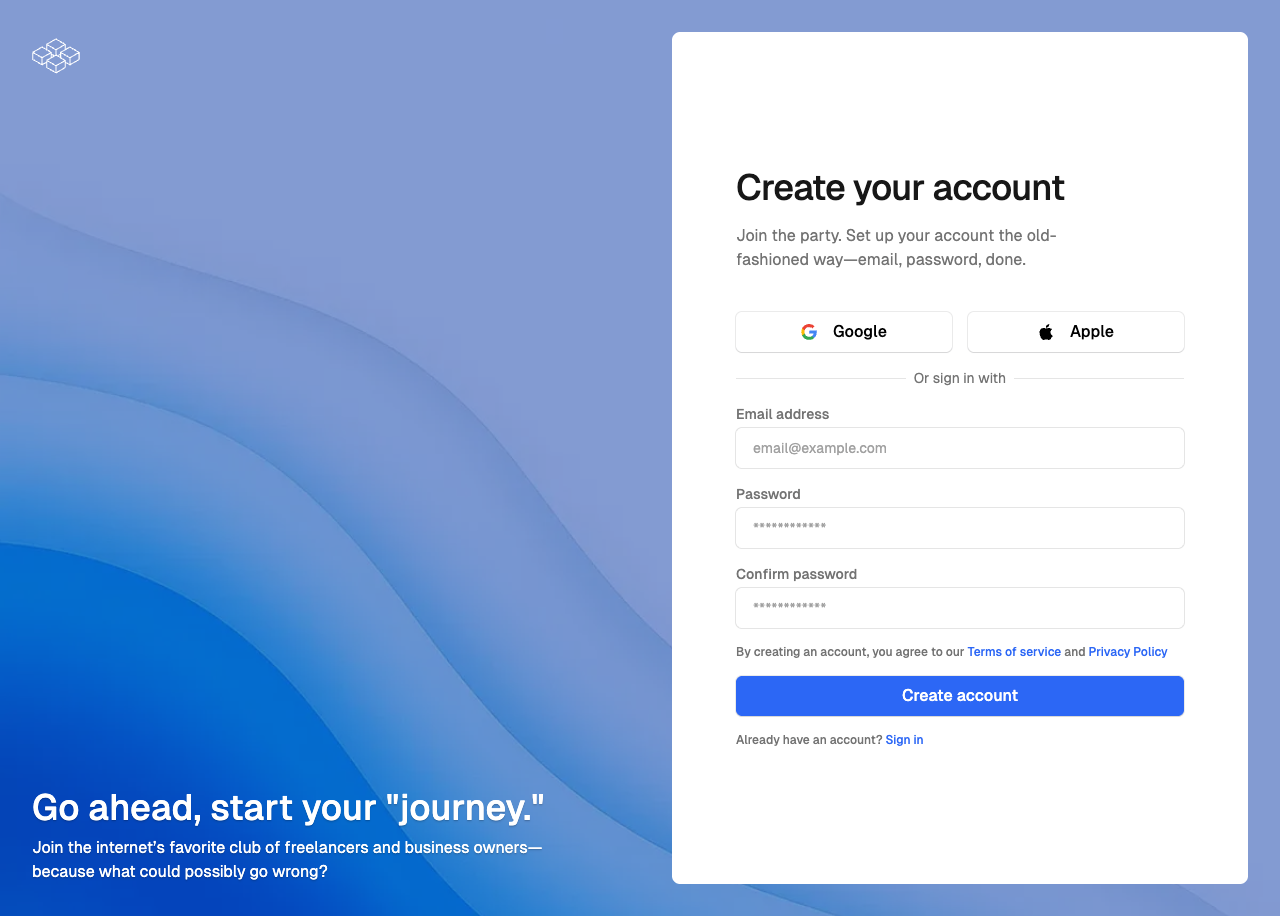 Go ahead, start your "journey."
Join the internet’s favorite club of freelancers and business owners—
because what could possibly go wrong?
Create your account
Join the party. Set up your account the old-
fashioned way—email, password, done.
Google
Apple
Or sign in with
Email address
email@example.com
Password
************
Confirm password
************
By creating an account, you agree to our Terms of service and Privacy Policy
Create account
Already have an account? Sign in